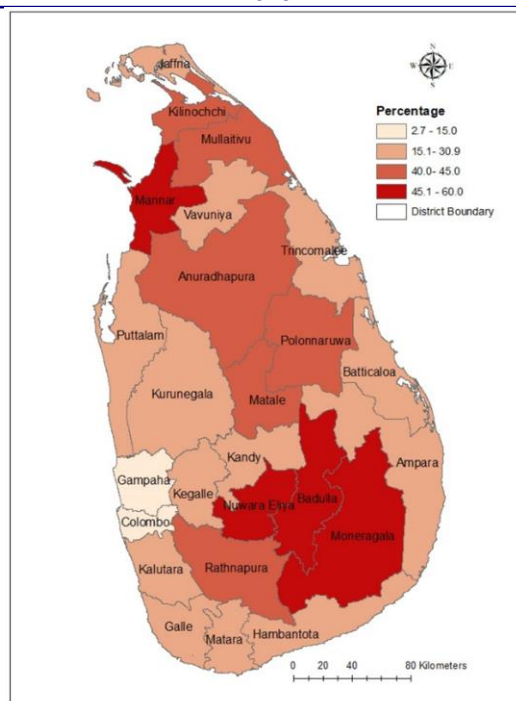 N
W E
S
Jaffna
Kilinochchi
Mullaitivu
Mannar
Vavuniya
Trincomalee
Anuradhapura
Puttalam
Polonnaruwa
Batticaloa
Kurunegala
Matale
Kandy
Ampara
Gampaha
Kegalle
Badulla
Nuwara Eliya
Colombo
Moneragala
Rathnapura
Kalutara
Galle
Matara
Hambantota
Percentage
2.7 - 15.0
15.1- 30.9
40.0- 45.0
45.1 - 60.0
District Boundary
0 20 40 80 Kilometers